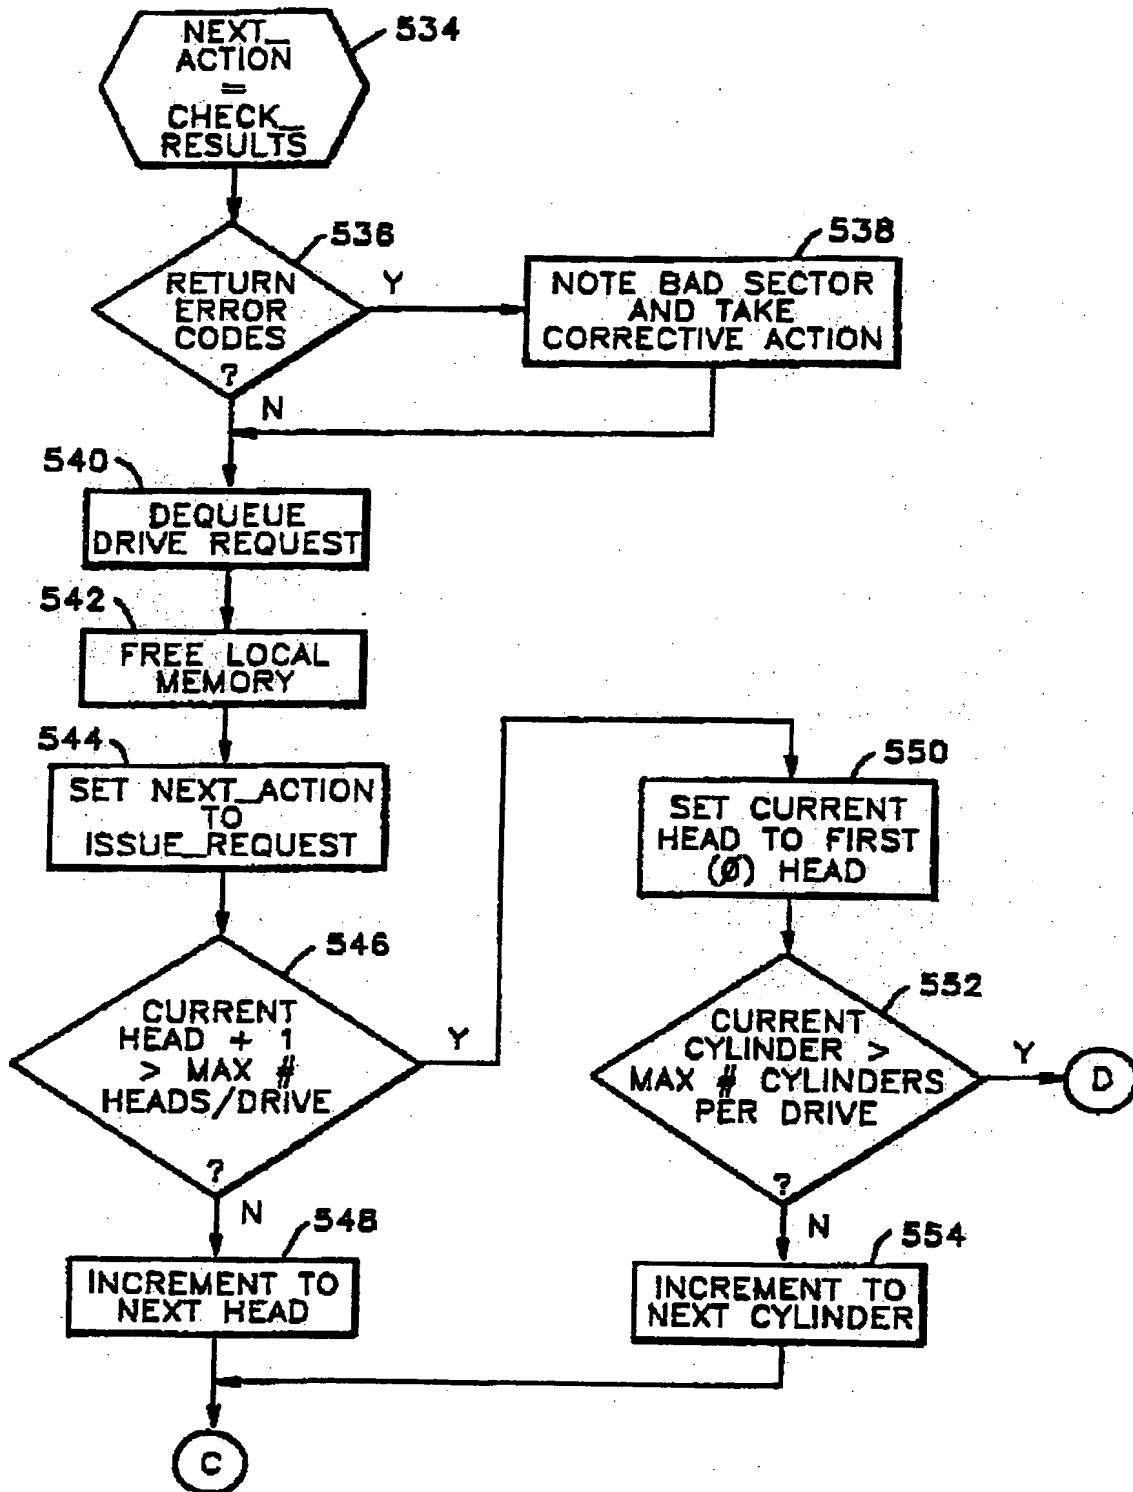 NEXT_
ACTION
=
CHECK_
RESULTS
534
536
RETURN
ERROR
CODES
?
Y
N
538
NOTE BAD SECTOR
AND TAKE
CORRECTIVE ACTION
540
DEQUEUE
DRIVE REQUEST
542
FREE LOCAL
MEMORY
544
SET NEXT_ACTION
TO
ISSUE_REQUEST
546
CURRENT
HEAD + 1
> MAX #
HEADS/DRIVE
?
Y
N
548
INCREMENT TO
NEXT HEAD
550
SET CURRENT
HEAD TO FIRST
(Ø) HEAD
552
CURRENT
CYLINDER >
MAX # CYLINDERS
PER DRIVE
?
Y
D
N
554
INCREMENT TO
NEXT CYLINDER
C